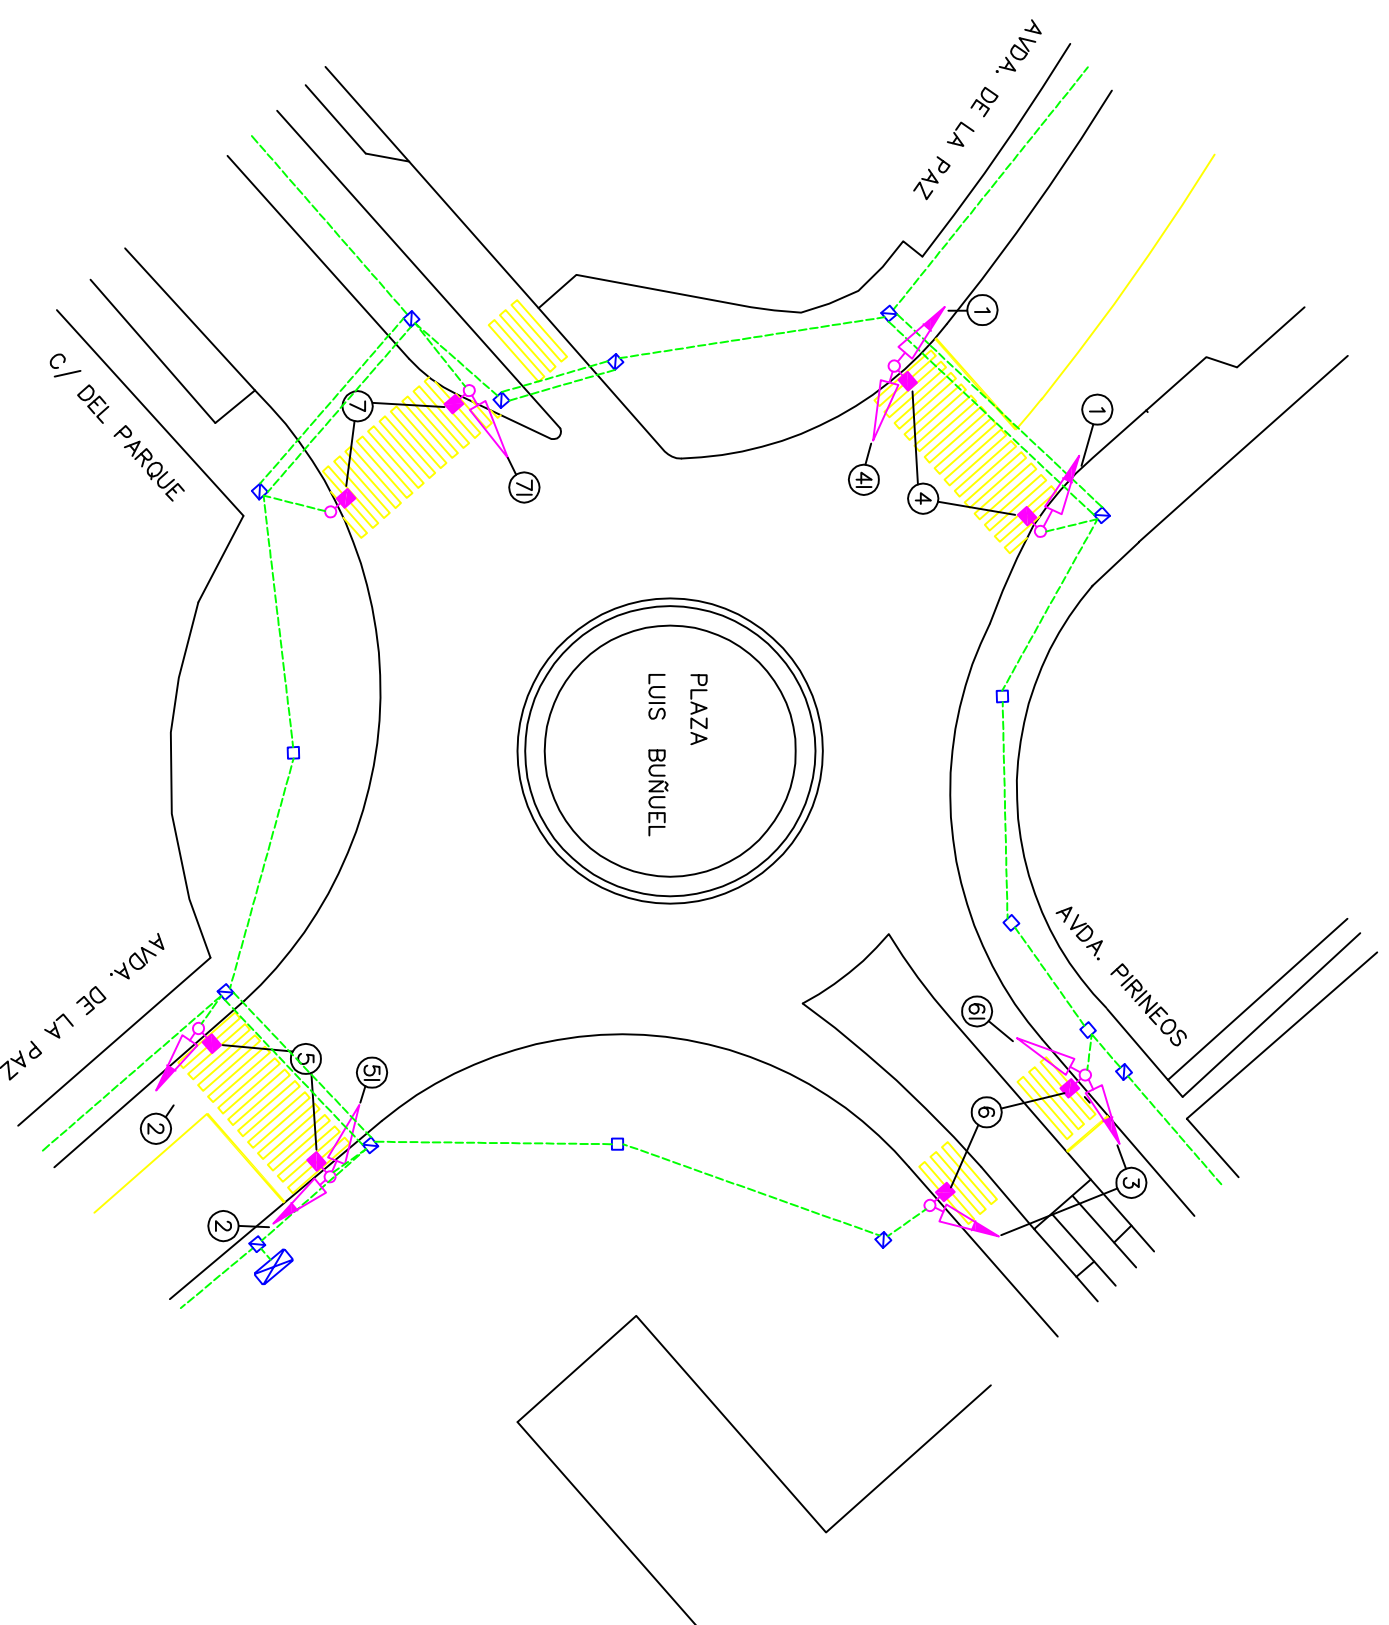 AVDA. DE LA PAZ
1
1
4I
4
7
7I
C/ DEL PARQUE
PLAZA
LUIS BUÑUEL
AVDA. PIRINEOS
6I
6
3
AVDA. DE LA PAZ
5
5I
2
2